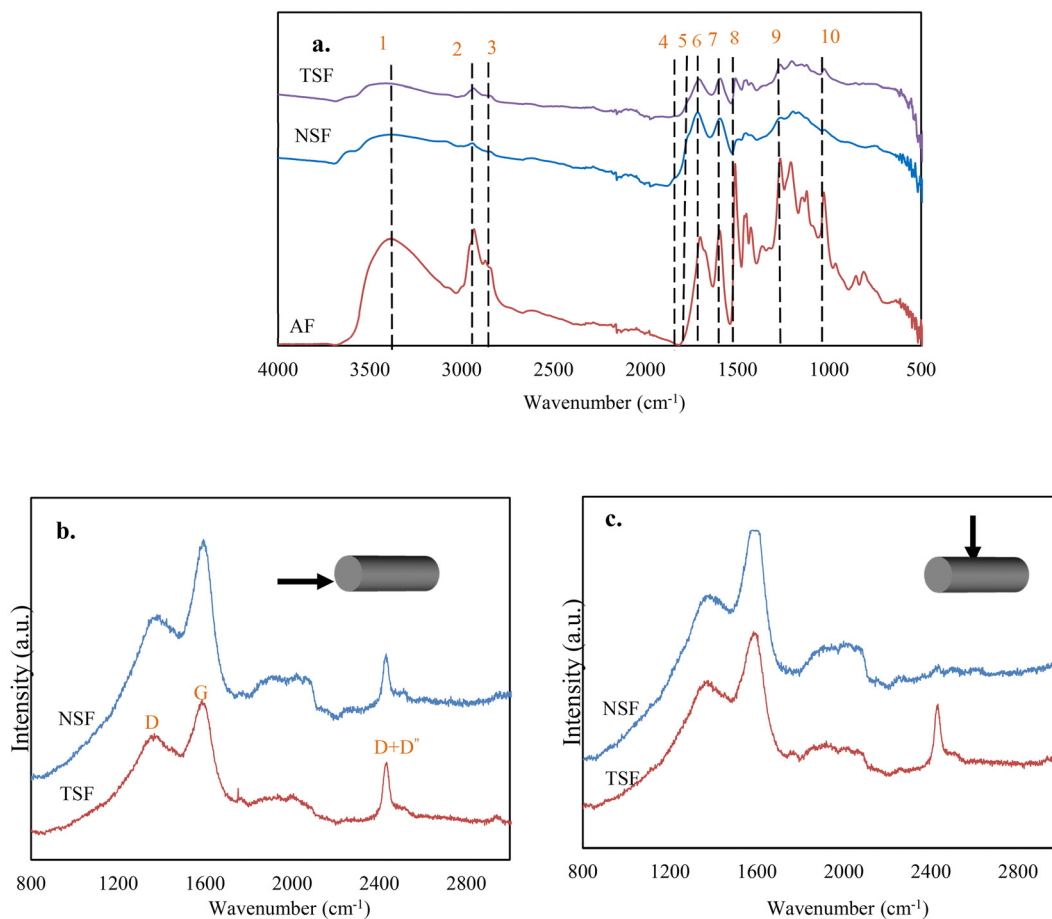 a.
1 2 3 4 5 6 7 8 9 10
TSF
NSF
AF
4000 3500 3000 2500 2000 1500 1000 500
Wavenumber (cm-1)
b.
Intensity (a.u.)
NSF
G
D
D+D"
TSF
800 1200 1600 2000 2400 2800
Wavenumber (cm-1)
c.
Intensity (a.u.)
NSF
TSF
800 1200 1600 2000 2400 2800
Wavenumber (cm-1)